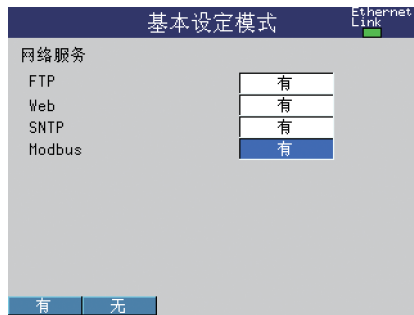 基本设定模式
Ethernet
Link
网络服务
FTP 有
Web 有
SNTP 有
Modbus 有
有 无